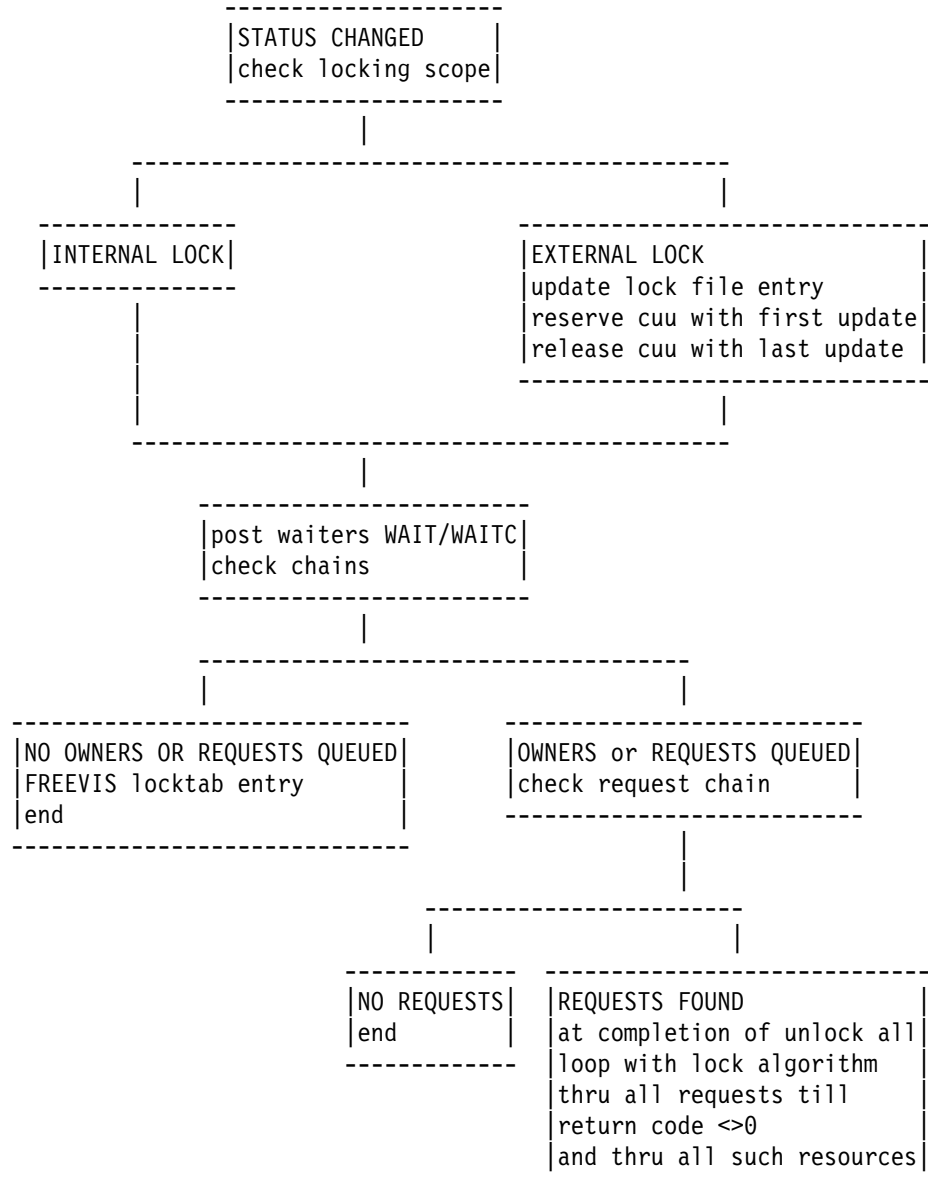 STATUS CHANGED
check locking scope
INTERNAL LOCK
EXTERNAL LOCK
update lock file entry
reserve cuu with first update
release cuu with last update
post waiters WAIT/WAITC
check chains
NO OWNERS OR REQUESTS QUEUED
FREEVIS locktab entry
end
OWNERS or REQUESTS QUEUED
check request chain
NO REQUESTS
end
REQUESTS FOUND
at completion of unlock all
loop with lock algorithm
thru all requests till
return code <>0
and thru all such resources